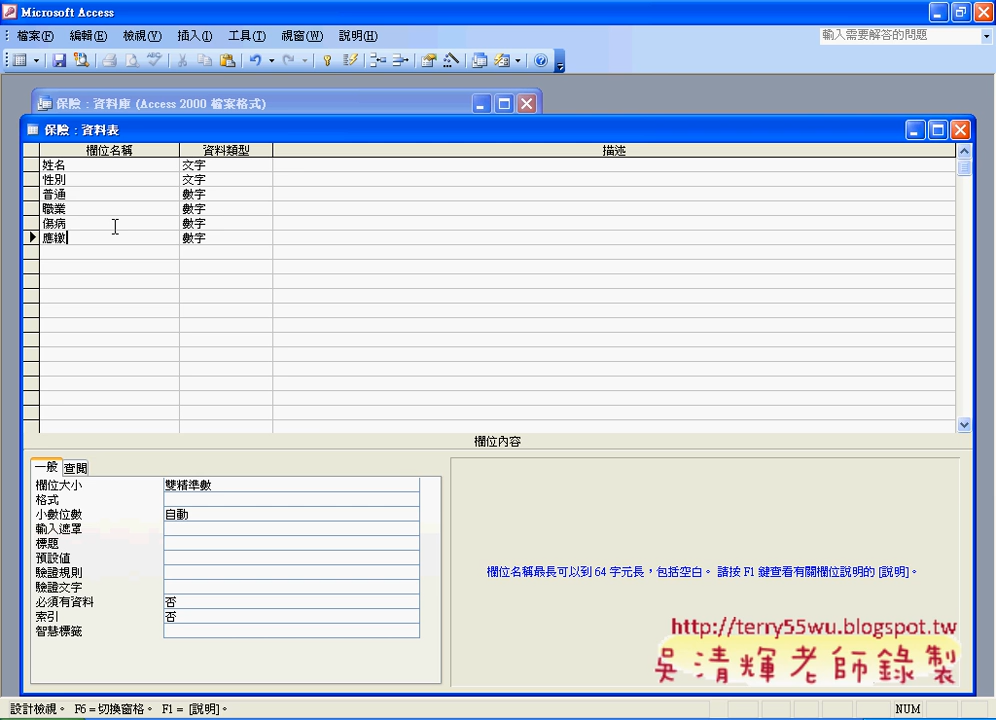 Microsoft Access
檔案(F) 編輯(E) 檢視(V) 插入(I) 工具(T) 視窗(W) 說明(H) 輸入需要解答的問題
保險 : 資料庫 (Access 2000 檔案格式)
保險 : 資料表
欄位名稱 資料類型 描述
姓名 文字
性別 文字
普通 數字
職業 數字
傷病 數字
應繳 數字
欄位內容
一般 查閱
欄位大小 雙精準數
格式
小數位數 自動
輸入遮罩
標題
預設值
驗證規則
驗證文字
必須有資料 否
索引 否
智慧標籤
欄位名稱最長可以到 64 字元長，包括空白。 請按 F1 鍵查看有關欄位說明的 [說明]。
http://terry55wu.blogspot.tw
吳清輝老師錄製
設計檢視。 F6 = 切換窗格。 F1 = [說明]。 NUM